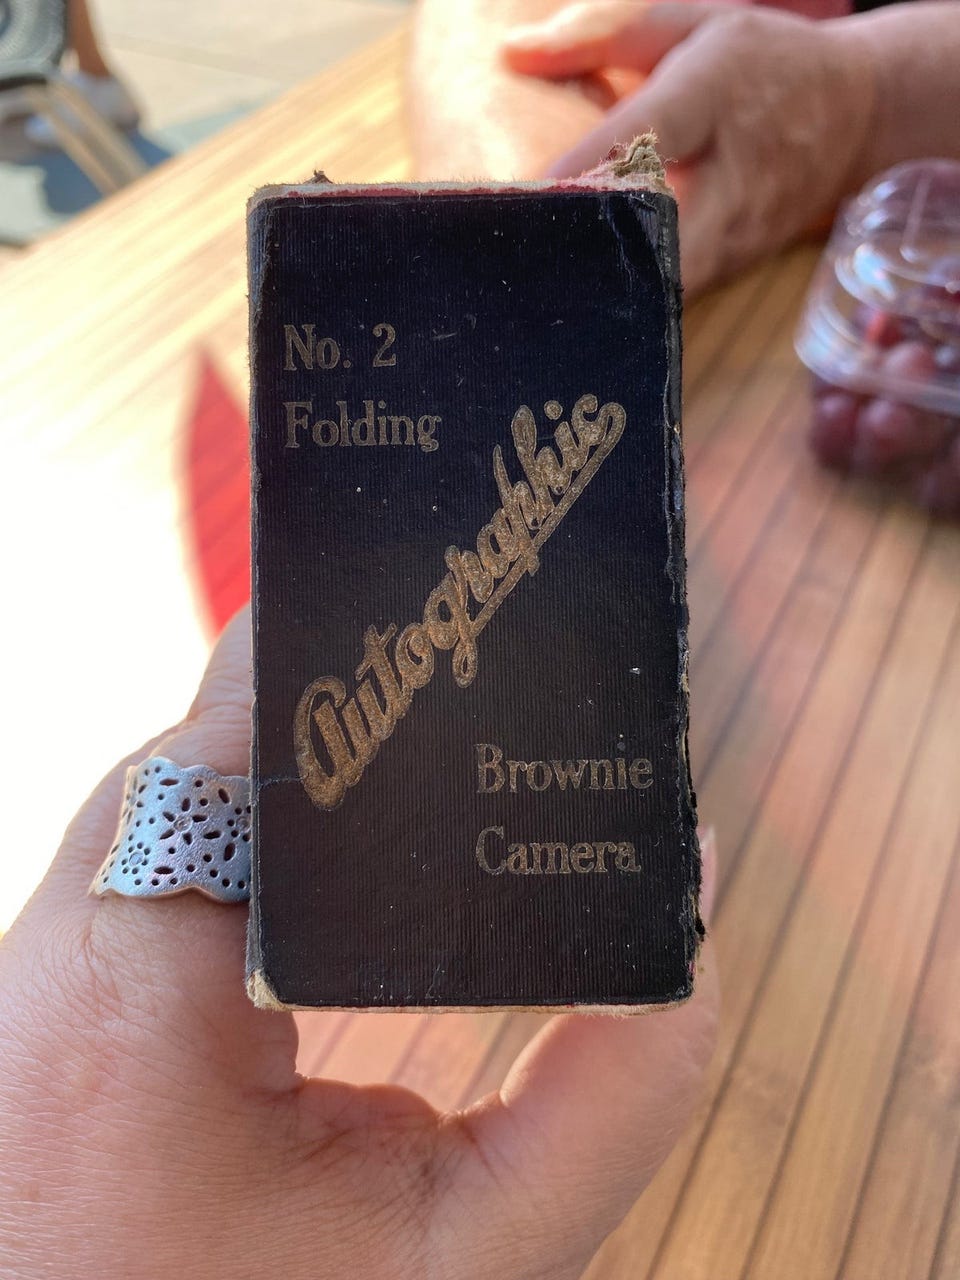 No. 2
Folding
Autographic
Brownie
Camera